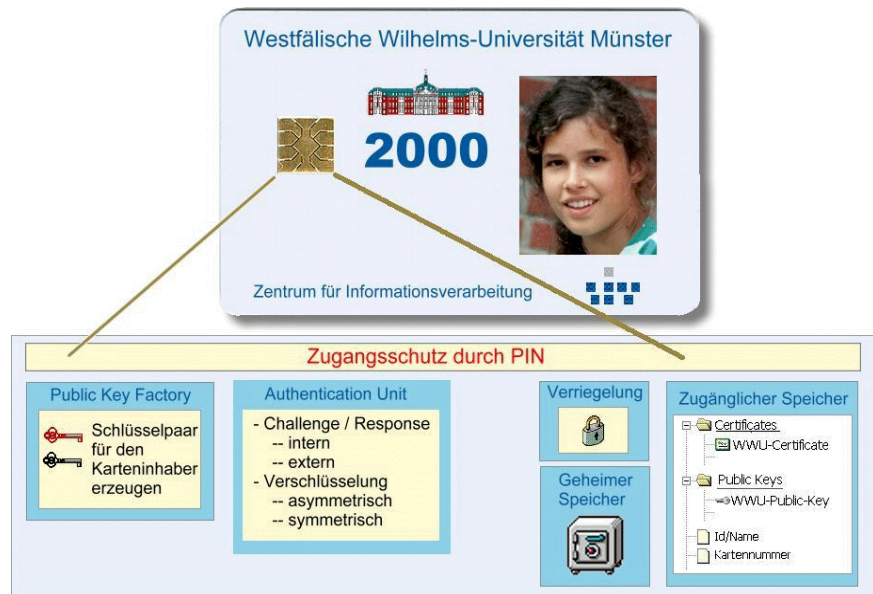 Westfälische Wilhelms-Universität Münster
2000
Zentrum für Informationsverarbeitung
Zugangsschutz durch PIN
Public Key Factory
Schlüsselpaar
für den
Karteninhaber
erzeugen
Authentication Unit
- Challenge / Response
-- intern
-- extern
- Verschlüsselung
-- asymmetrisch
-- symmetrisch
Verriegelung
Geheimer
Speicher
Zugänglicher Speicher
Certificates
WWU-Certificate
Public Keys
WWU-Public-Key
Id/Name
Kartennummer